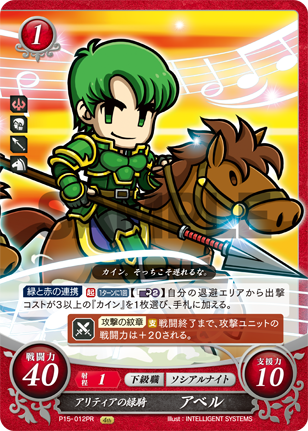 1
SAMPLE
カイン。そっちこそ遅れるな。
緑と赤の連携 起 1ターンに1回 自分の退避エリアから出撃
コストが3以上の『カイン』を1枚選び、手札に加える。
攻撃の紋章 支 戦闘終了まで、攻撃ユニットの
戦闘力は+20される。
戦闘力
40
射程 1 下級職 ソシアルナイト
支援力
10
アリティアの緑騎 アベル
P15-012PR Illust:INTELLIGENT SYSTEMS